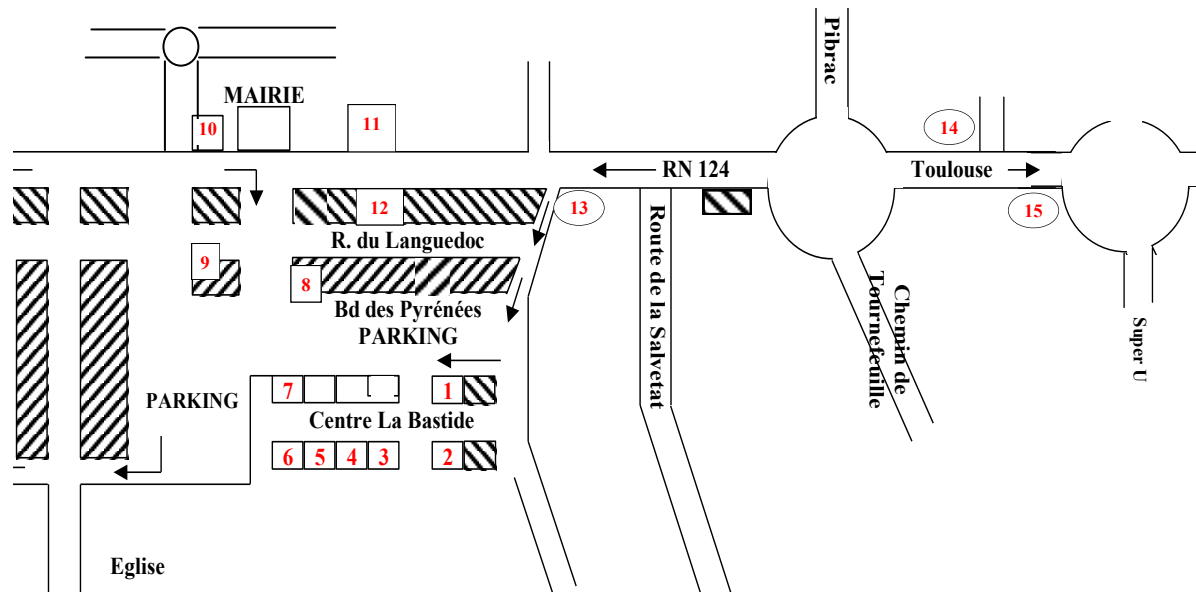 Pibrac
MAIRIE
10
11
14
RN 124
Toulouse
12
13
15
R. du Languedoc
9
8
Bd des Pyrénées
PARKING
Route de la Salvetat
Chemin de
Tournefeuille
Super U
7
1
PARKING
Centre La Bastide
6
5
4
3
2
Eglise